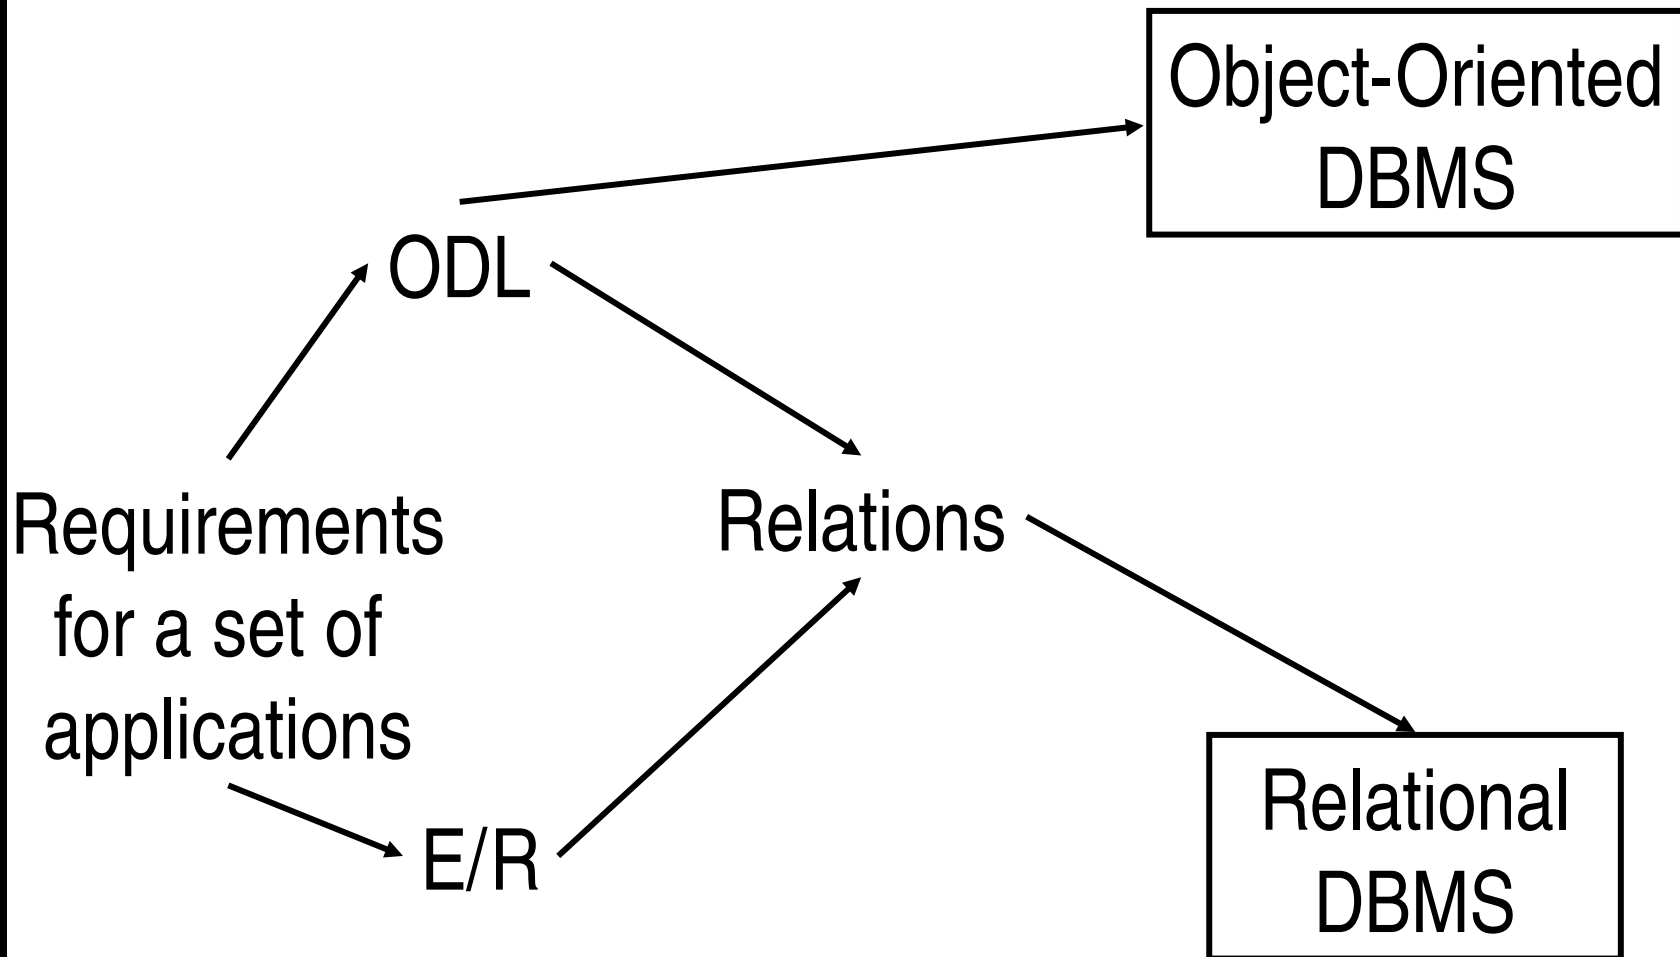 Object-Oriented
DBMS
ODL
Requirements
for a set of
applications
Relations
E/R
Relational
DBMS